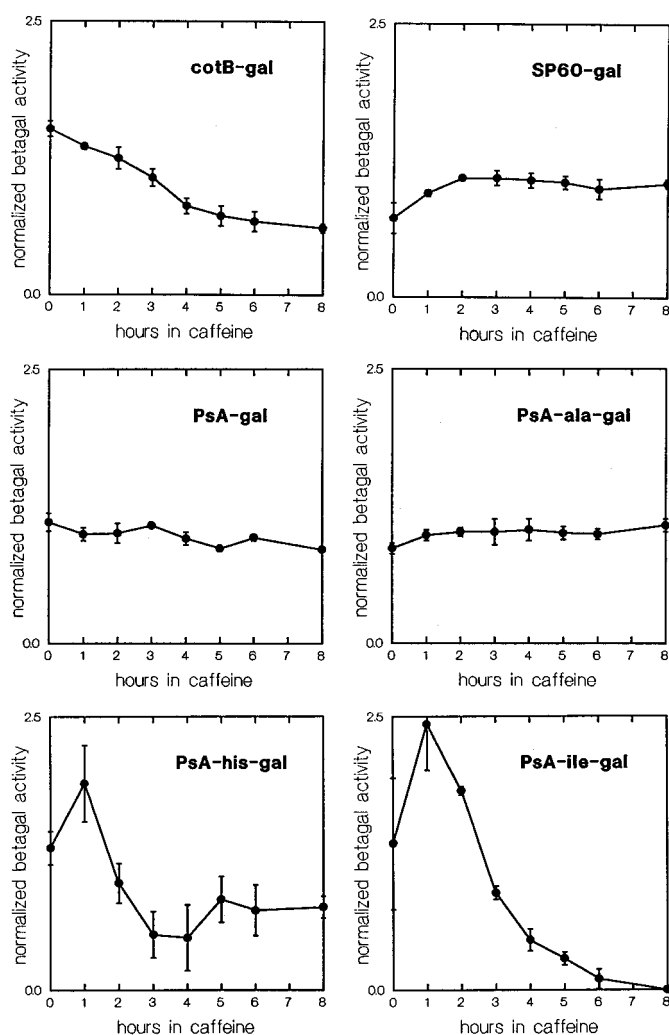 2.5
cotB-gal
normalized betagal activity
0.0
0 1 2 3 4 5 6 7 8
hours in caffeine
2.5
SP60-gal
normalized betagal activity
0.0
0 1 2 3 4 5 6 7 8
hours in caffeine
2.5
PsA-gal
normalized betagal activity
0.0
0 1 2 3 4 5 6 7 8
hours in caffeine
2.5
PsA-ala-gal
normalized betagal activity
0.0
0 1 2 3 4 5 6 7 8
hours in caffeine
2.5
PsA-his-gal
normalized betagal activity
0.0
0 1 2 3 4 5 6 7 8
hours in caffeine
2.5
PsA-ile-gal
normalized betagal activity
0.0
0 1 2 3 4 5 6 7 8
hours in caffeine